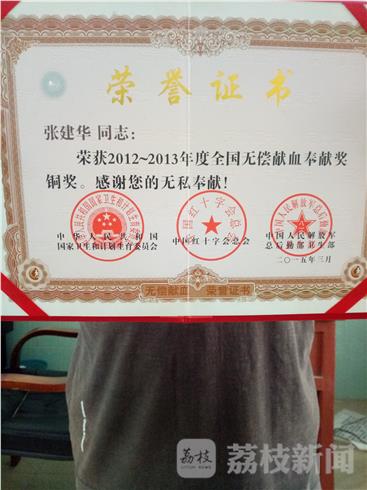 荣誉证书
张建华 同志：
荣获2012~2013年度全国无偿献血奉献奖
铜奖。感谢您的无私奉献！
中华人民共和国
国家卫生和计划生育委员会
中国红十字会总会
中国人民解放军
总后勤部卫生部
二〇一五年三月
无偿献血 荣誉证书
荔枝
荔枝新闻